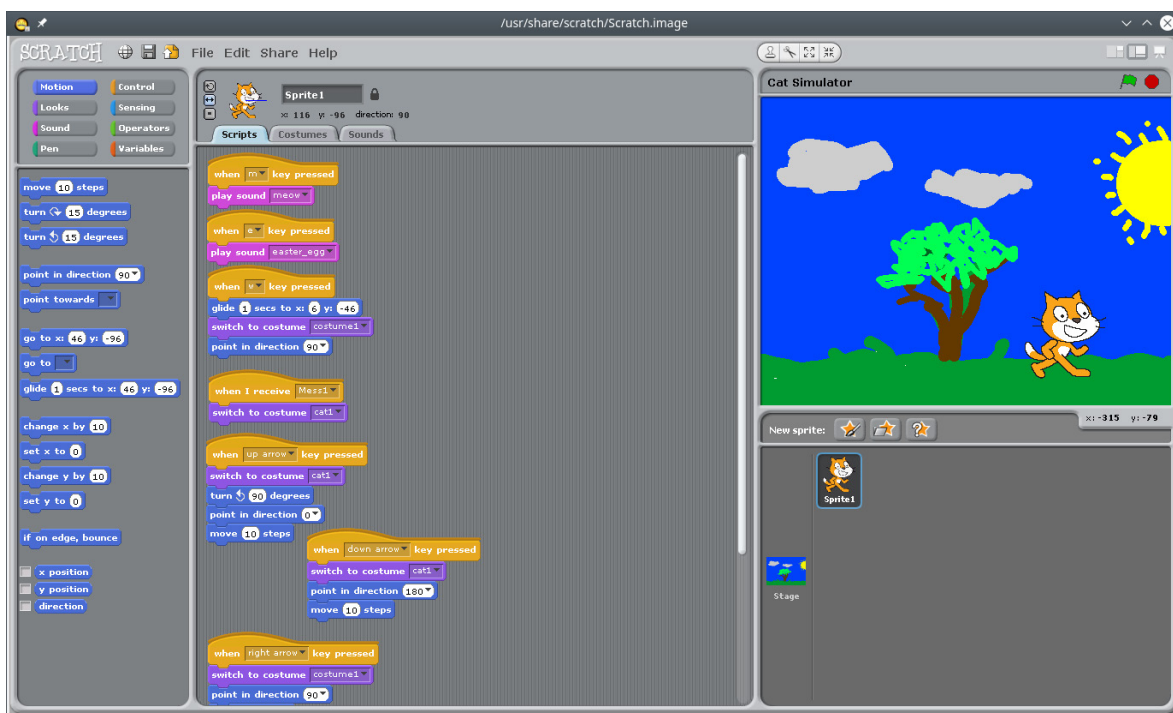 /usr/share/scratch/Scratch.image
SCRATCH File Edit Share Help
Motion Control
Looks Sensing
Sound Operators
Pen Variables
move 10 steps
turn 15 degrees
turn 15 degrees
point in direction 90
point towards
go to x: 46 y: -96
go to
glide 1 secs to x: 46 y: -96
change x by 10
set x to 0
change y by 10
set y to 0
if on edge, bounce
x position
y position
direction
Sprite1
x: 116 y: -96 direction: 90
Scripts Costumes Sounds
when m key pressed
play sound meow
when e key pressed
play sound easter_egg
when v key pressed
glide 1 secs to x: 6 y: -46
switch to costume costume1
point in direction 90
when I receive Mess1
switch to costume cat1
when up arrow key pressed
switch to costume cat1
turn 90 degrees
point in direction 0
move 10 steps
when down arrow key pressed
switch to costume cat1
point in direction 180
move 10 steps
when right arrow key pressed
switch to costume costume1
point in direction 90
Cat Simulator
x: -315 y: -79
New sprite:
Sprite1
Stage